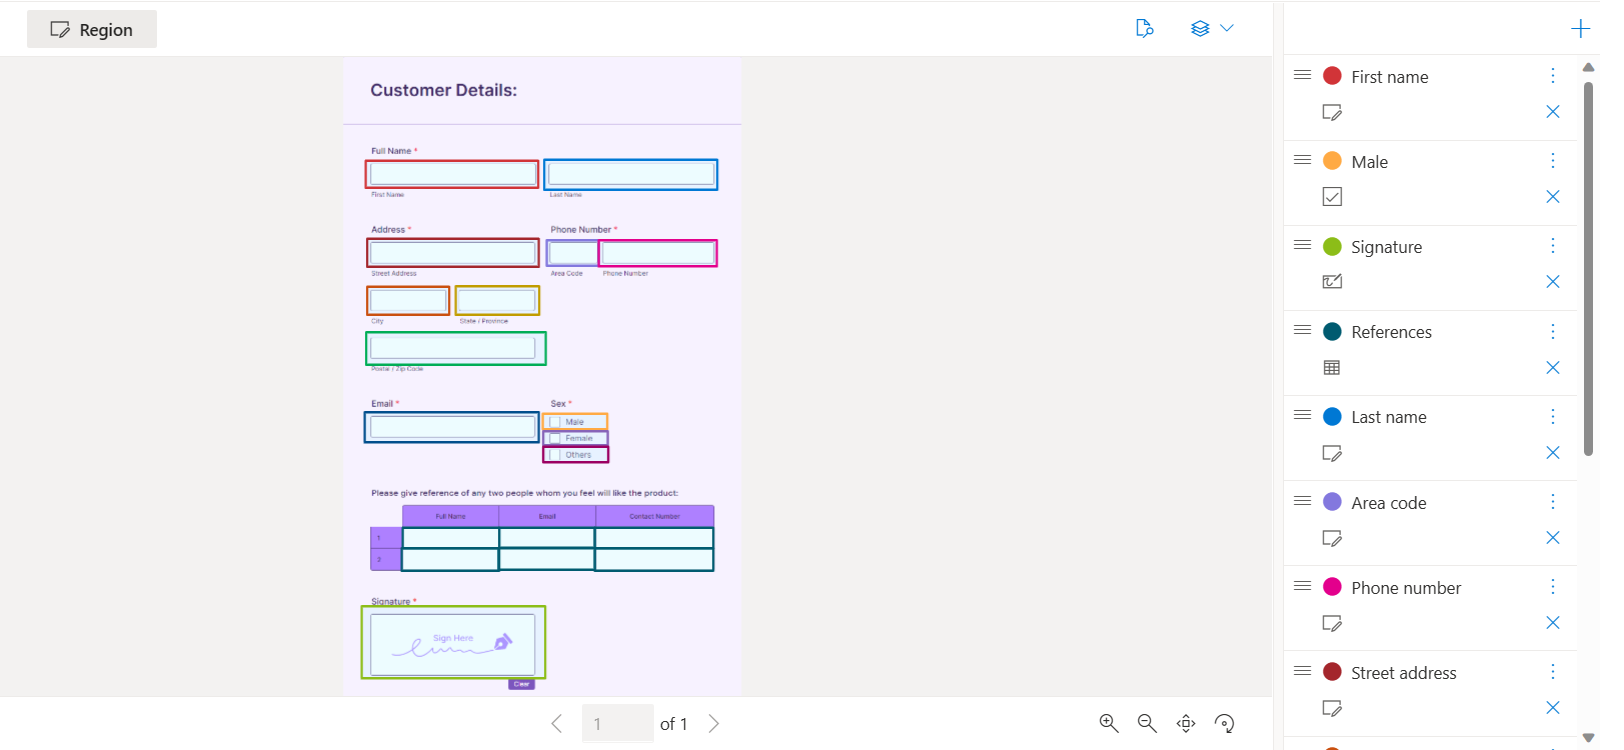 Region
Customer Details:
Full Name *
First Name
Last Name
Address *
Phone Number *
Street Address
Area Code
Phone Number
City
State / Province
Postal / Zip Code
Email *
Sex *
Male
Female
Others
Please give reference of any two people whom you feel will like the product:
Full Name
Email
Contact Number
1
2
Signature *
Sign Here
Clear
1 of 1
First name
Male
Signature
References
Last name
Area code
Phone number
Street address